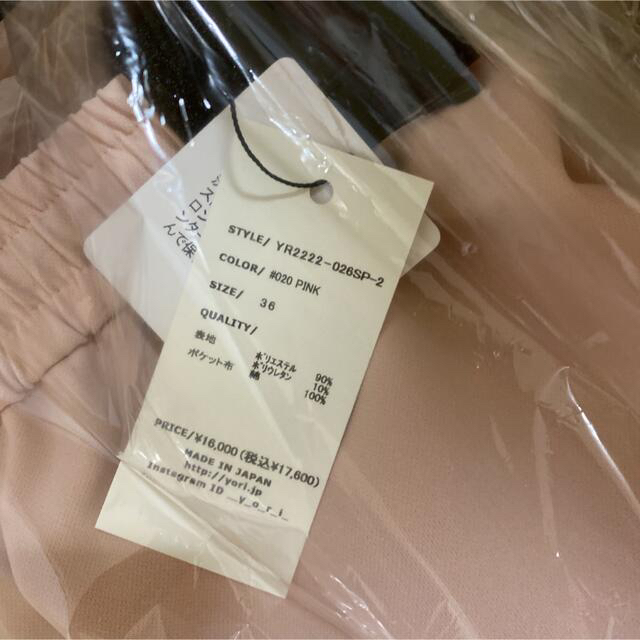 STYLE/ YR2222-026SP-2
COLOR/ #020 PINK
SIZE/ 36
QUALITY/
表地 ポリエステル 90%
ポリウレタン 10%
ポケット布 綿 100%
PRICE/¥16,000(税込¥17,600)
MADE IN JAPAN
http://yori.jp
Instagram ID __y_o_r_i_